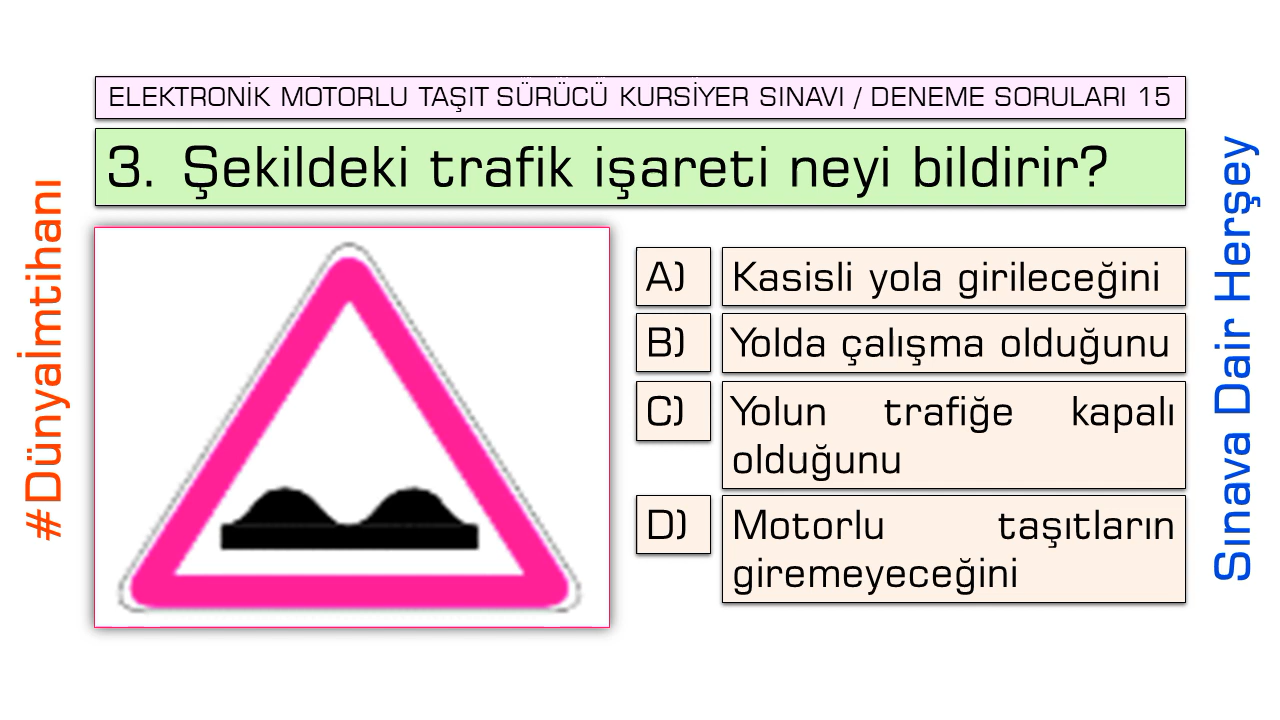 ELEKTRONİK MOTORLU TAŞIT SÜRÜCÜ KURSİYER SINAVI / DENEME SORULARI 15
3. Şekildeki trafik işareti neyi bildirir?
#Dünyaİmtihanı
A) Kasisli yola girileceğini
B) Yolda çalışma olduğunu
C) Yolun trafiğe kapalı
olduğunu
D) Motorlu taşıtların
giremeyeceğini
Sınava Dair Herşey